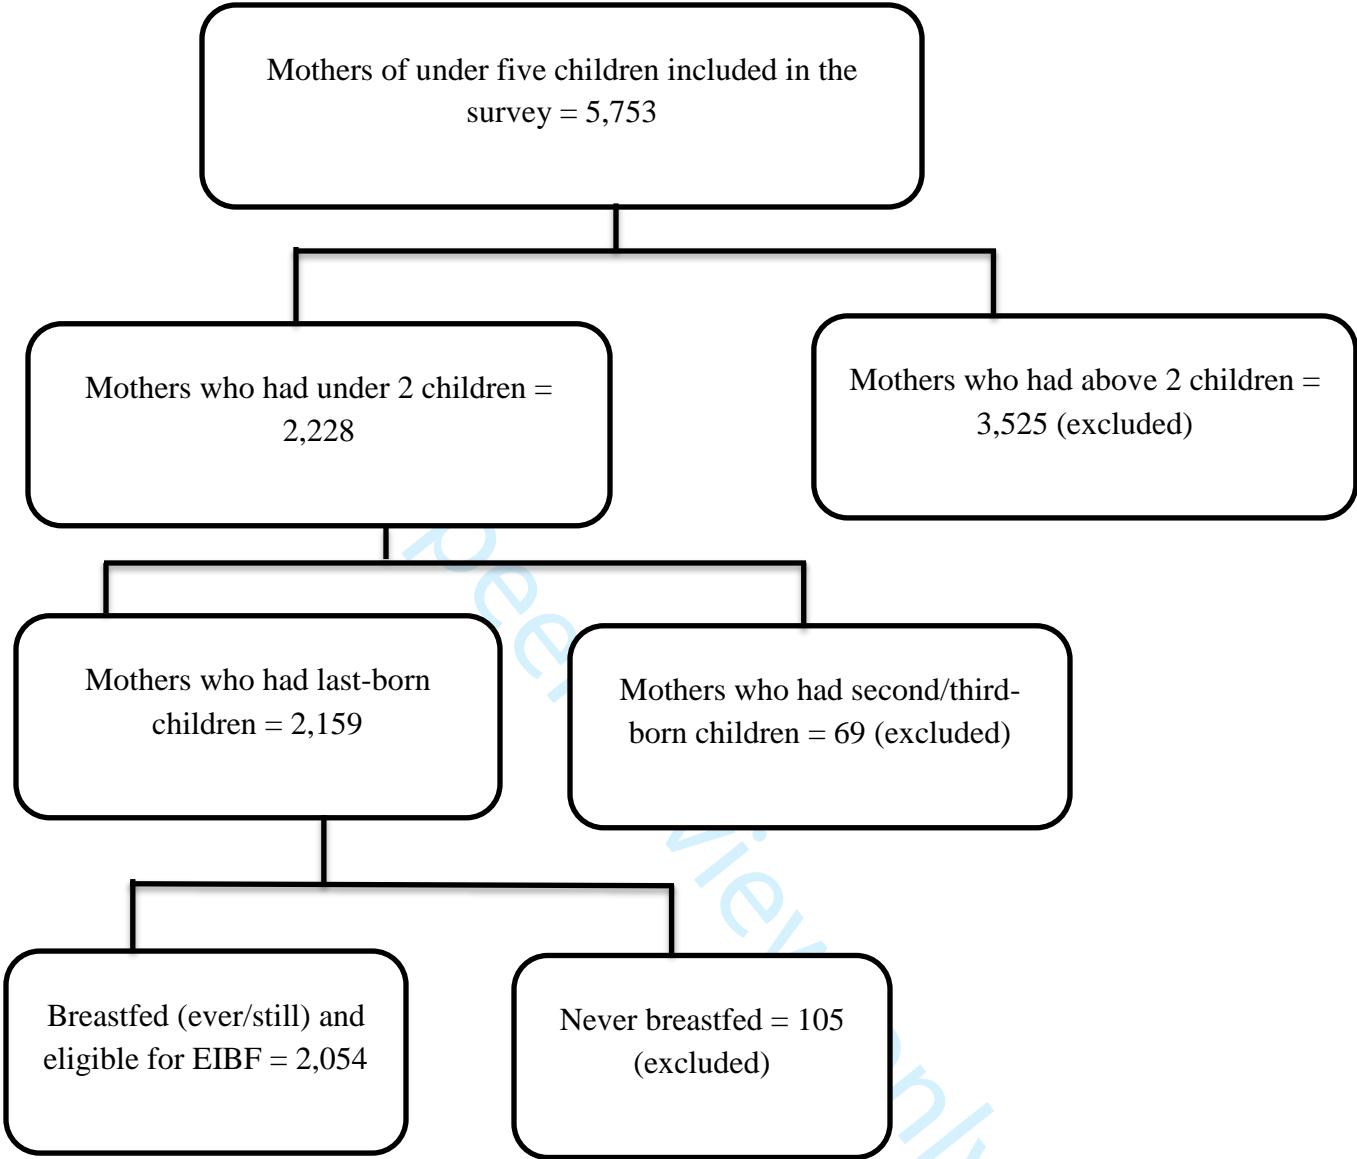 Mothers of under five children included in the
survey = 5,753
Mothers who had under 2 children =
2,228
Mothers who had above 2 children =
3,525 (excluded)
Mothers who had last-born
children = 2,159
Mothers who had second/third-
born children = 69 (excluded)
Breastfed (ever/still) and
eligible for EIBF = 2,054
Never breastfed = 105
(excluded)